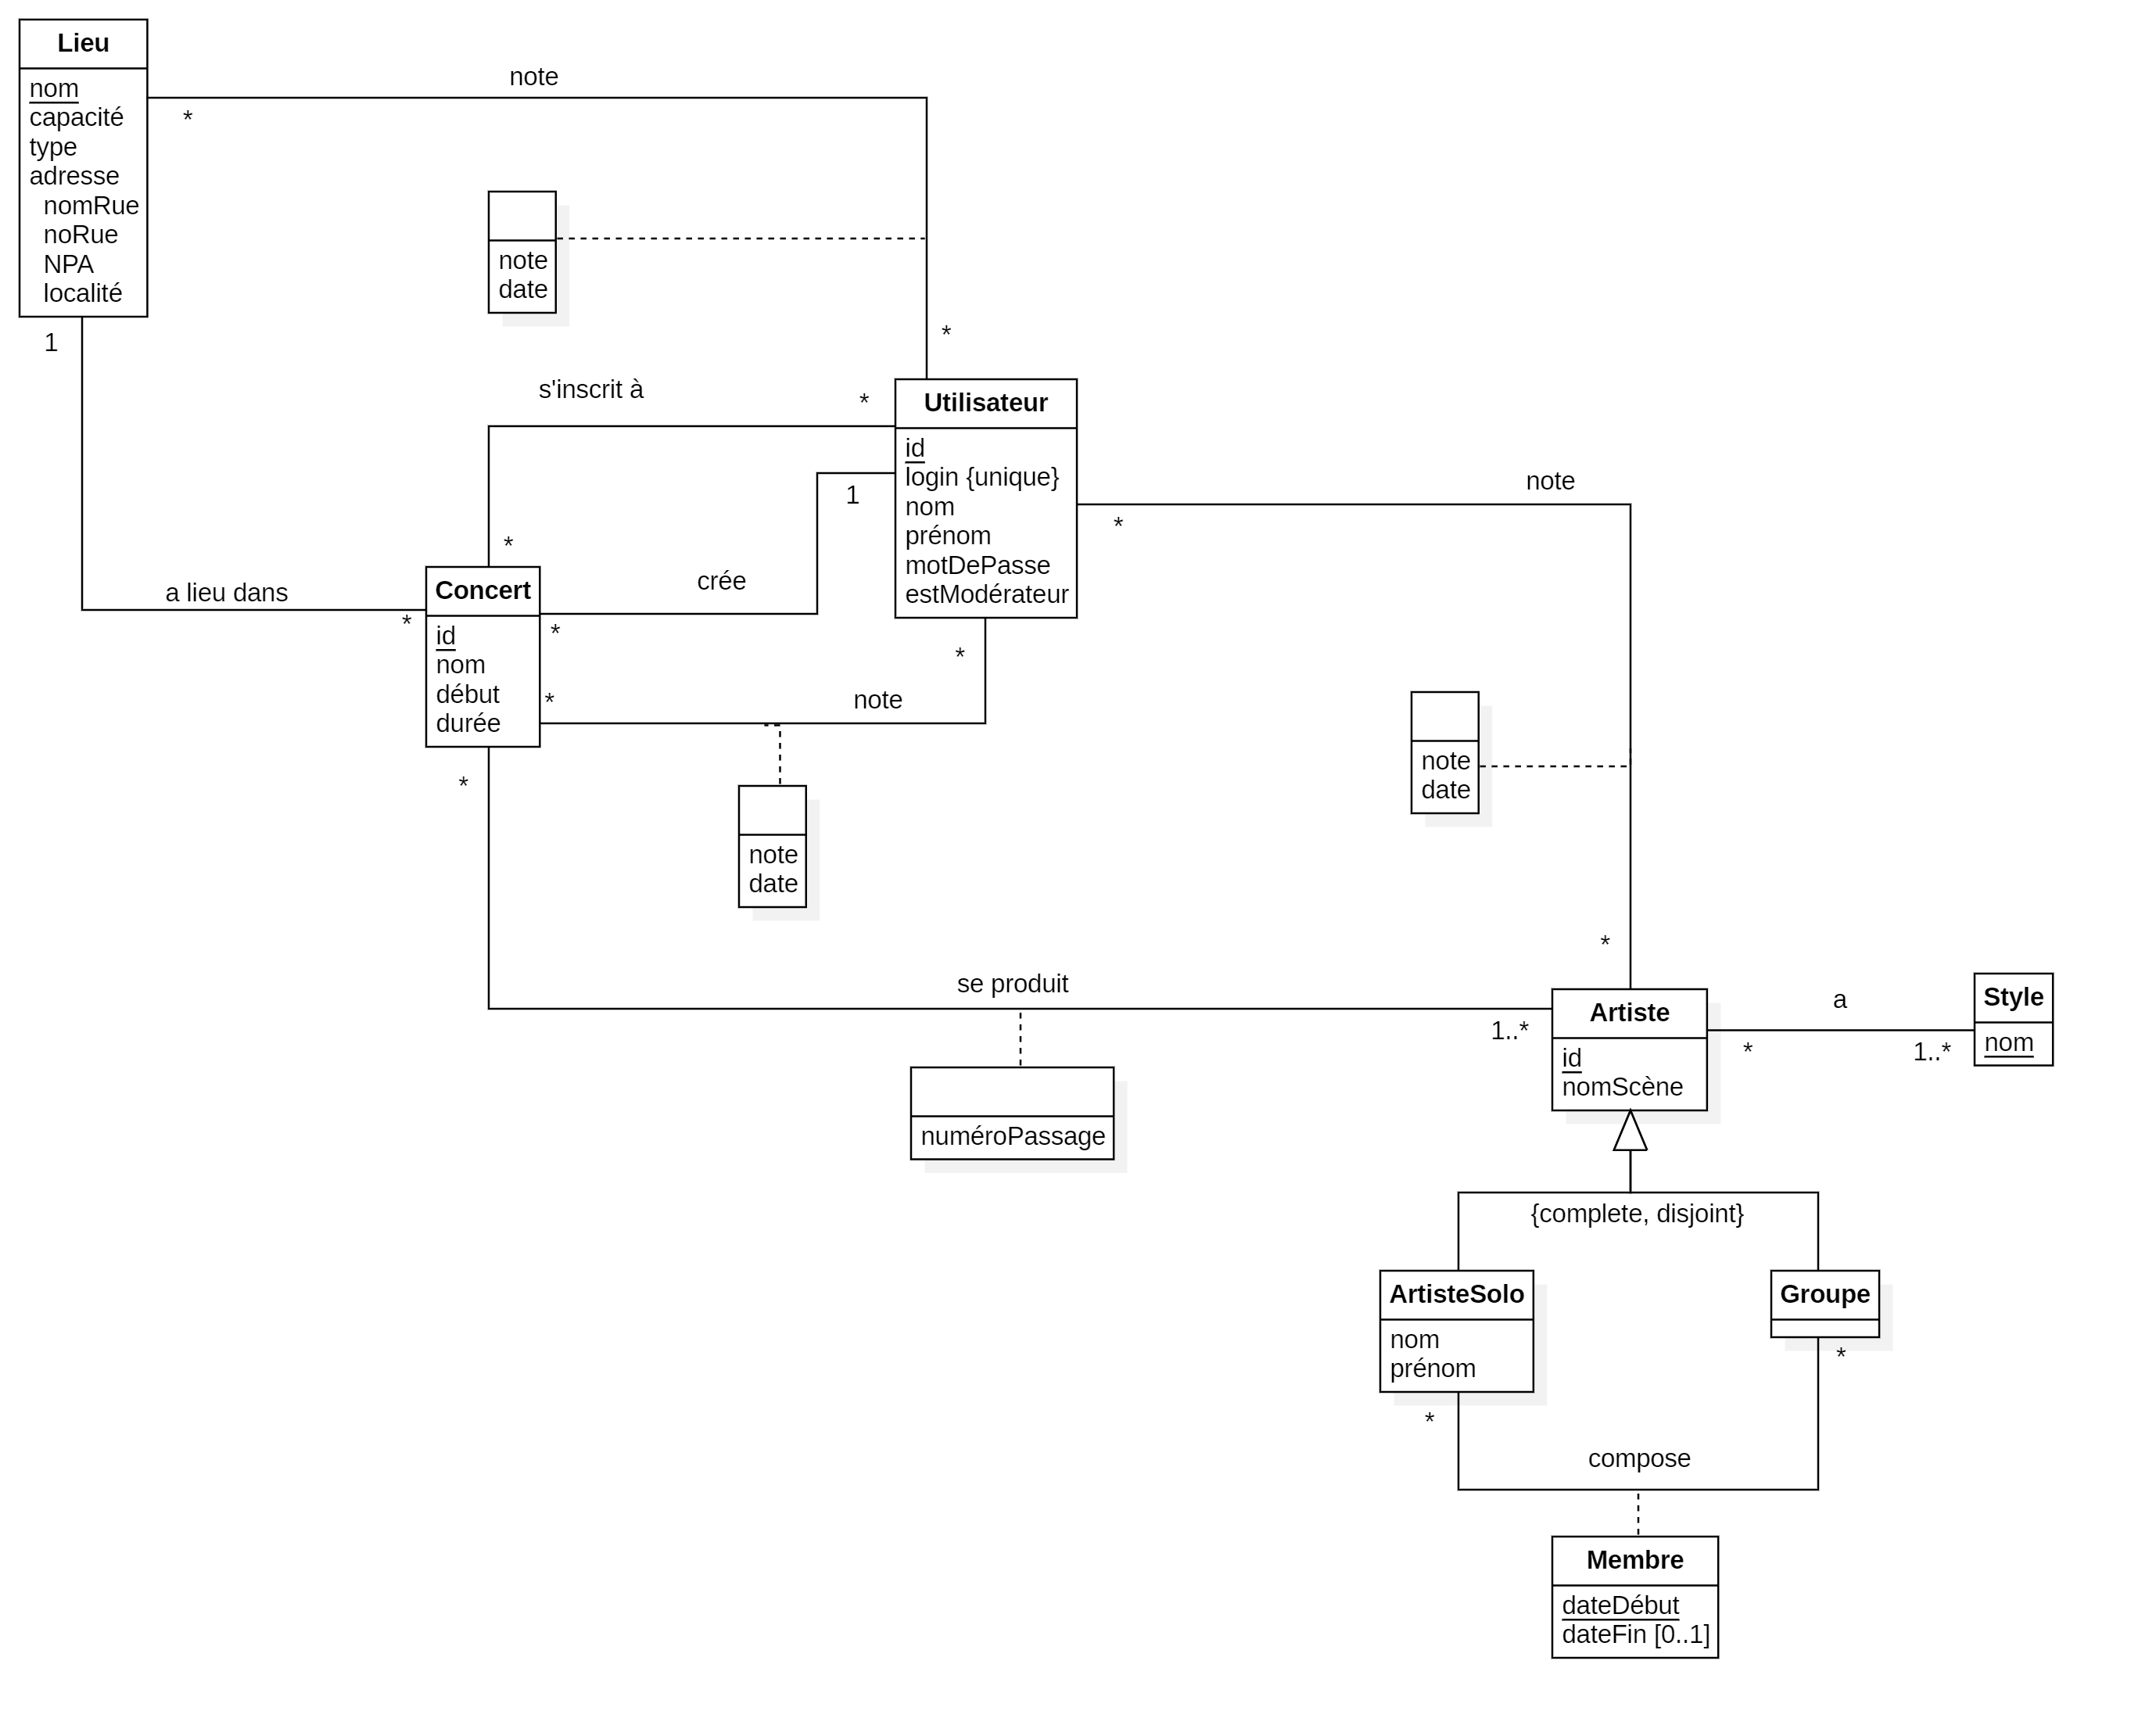 Lieu
nom
capacité
type
adresse
nomRue
noRue
NPA
localité
note
*
*
note
date
1
a lieu dans
*
s'inscrit à
*
*
Utilisateur
id
login {unique}
nom
prénom
motDePasse
estModérateur
1
crée
*
Concert
id
nom
début
durée
*
note
*
note
date
note
*
*
note
date
*
se produit
1..*
numéroPassage
Artiste
id
nomScène
a
*
1..*
Style
nom
{complete, disjoint}
ArtisteSolo
nom
prénom
Groupe
*
*
compose
Membre
dateDébut
dateFin [0..1]